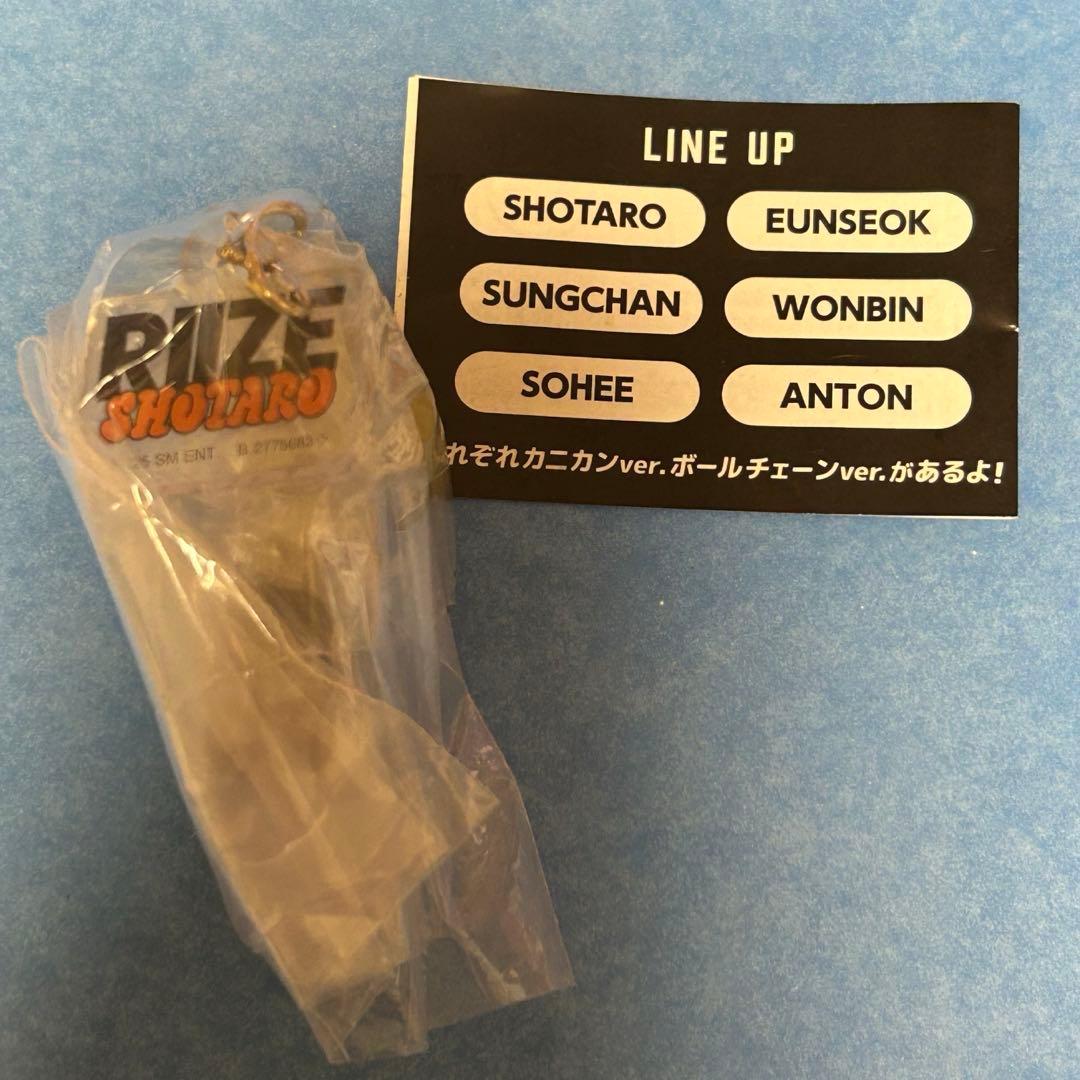 RIIZE
SHOTARO
SM ENT
LINE UP
SHOTARO EUNSEOK
SUNGCHAN WONBIN
SOHEE ANTON
れぞれカニカンver.ボールチェーンver.があるよ!